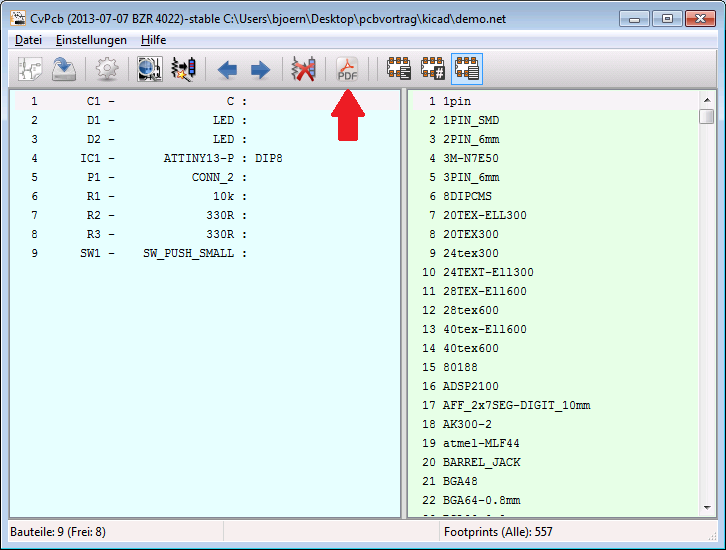 CvPcb (2013-07-07 BZR 4022)-stable C:\Users\bjoern\Desktop\pcbvortrag\kicad\demo.net
Datei Einstellungen Hilfe
PDF
1 C1 - C :
2 D1 - LED :
3 D2 - LED :
4 IC1 - ATTINY13-P : DIP8
5 P1 - CONN_2 :
6 R1 - 10k :
7 R2 - 330R :
8 R3 - 330R :
9 SW1 - SW_PUSH_SMALL :
1 1pin
2 1PIN_SMD
3 2PIN_6mm
4 3M-N7E50
5 3PIN_6mm
6 8DIPCMS
7 20TEX-ELL300
8 20TEX300
9 24tex300
10 24TEXT-Ell300
11 28TEX-Ell600
12 28tex600
13 40tex-Ell600
14 40tex600
15 80188
16 ADSP2100
17 AFF_2x7SEG-DIGIT_10mm
18 AK300-2
19 atmel-MLF44
20 BARREL_JACK
21 BGA48
22 BGA64-0.8mm
Bauteile: 9 (Frei: 8)
Footprints (Alle): 557